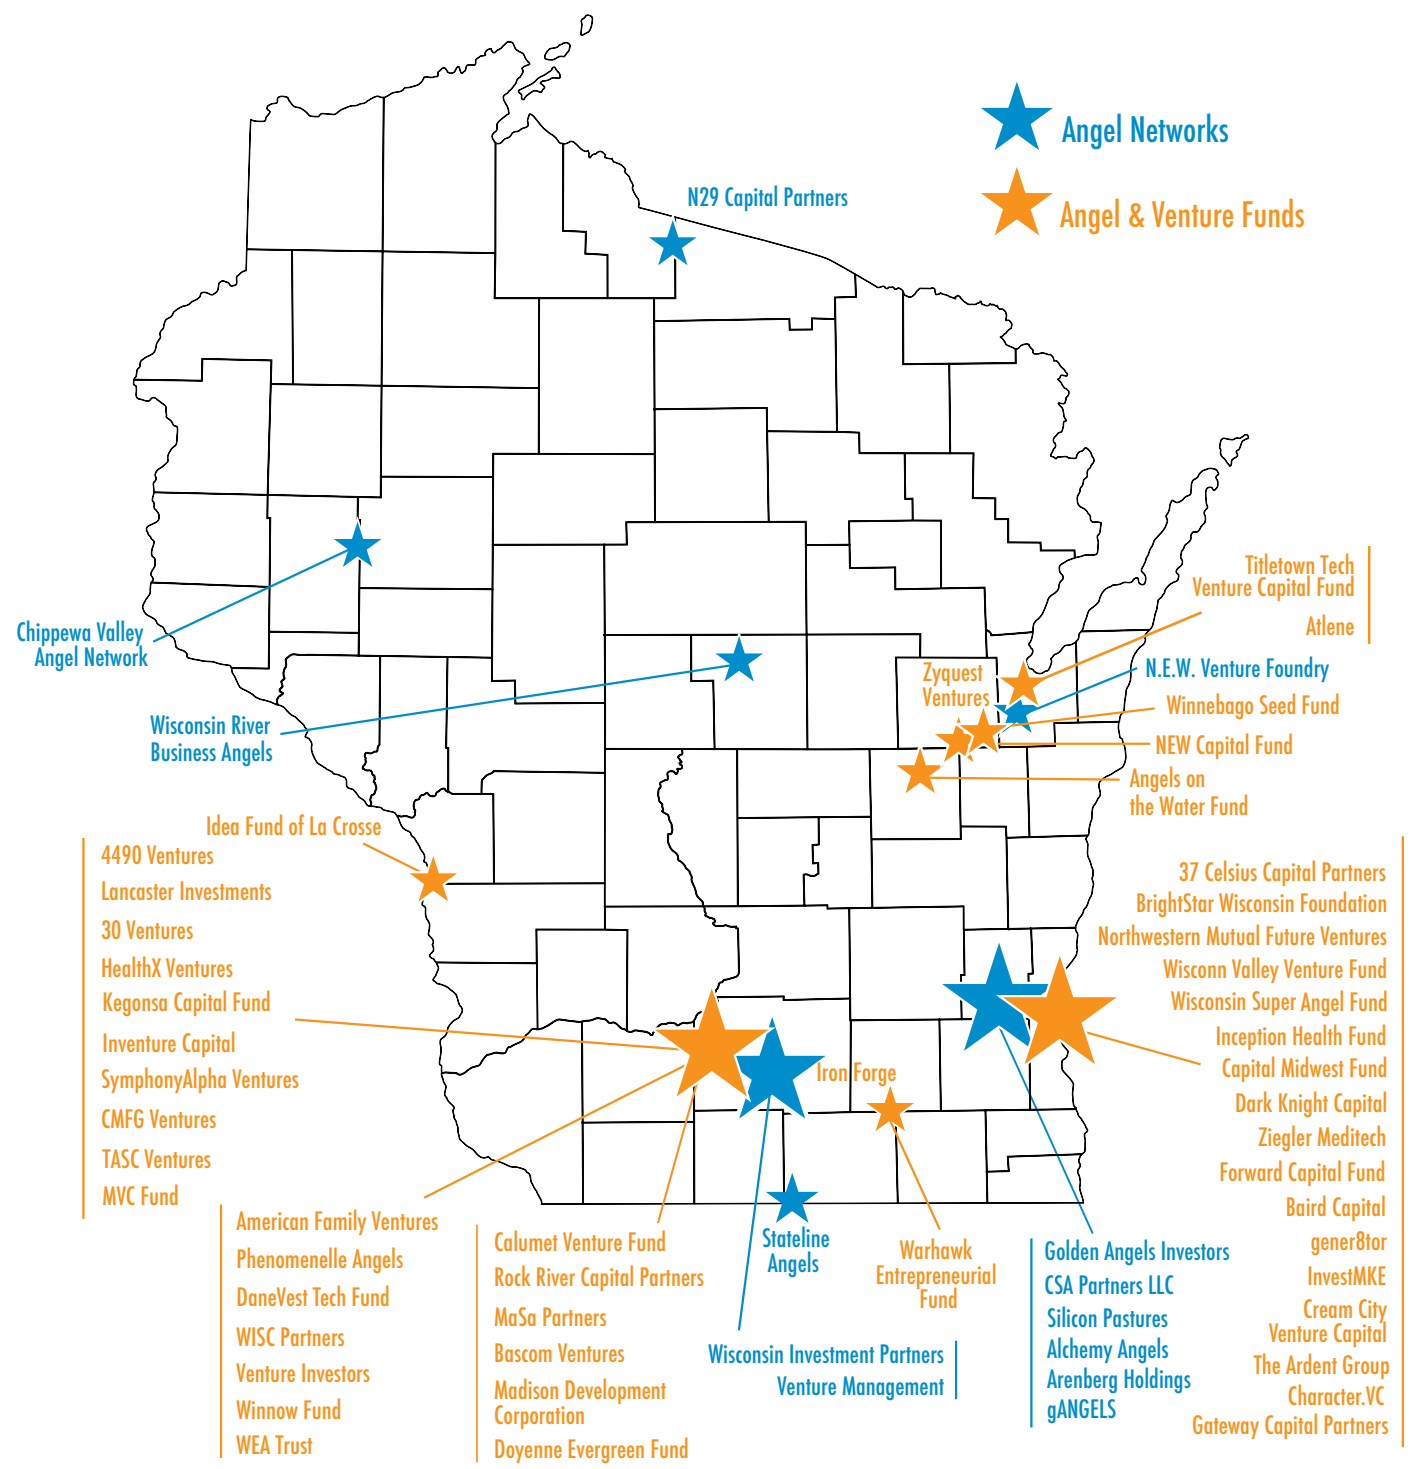 Angel Networks
Angel & Venture Funds
N29 Capital Partners
Chippewa Valley
Angel Network
Wisconsin River
Business Angels
Titletown Tech
Venture Capital Fund
Atlene
Zyquest
Ventures
N.E.W. Venture Foundry
Winnebago Seed Fund
NEW Capital Fund
Angels on
the Water Fund
Idea Fund of La Crosse
4490 Ventures
Lancaster Investments
30 Ventures
HealthX Ventures
Kegonsa Capital Fund
Inventure Capital
SymphonyAlpha Ventures
CMFG Ventures
TASC Ventures
MVC Fund
American Family Ventures
Phenomenelle Angels
DaneVest Tech Fund
WISC Partners
Venture Investors
Winnow Fund
WEA Trust
Calumet Venture Fund
Rock River Capital Partners
MaSa Partners
Bascom Ventures
Madison Development
Corporation
Doyenne Evergreen Fund
Iron Forge
Stateline
Angels
Wisconsin Investment Partners
Venture Management
Warhawk
Entrepreneurial
Fund
Golden Angels Investors
CSA Partners LLC
Silicon Pastures
Alchemy Angels
Arenberg Holdings
gANGELS
37 Celsius Capital Partners
BrightStar Wisconsin Foundation
Northwestern Mutual Future Ventures
Wisconn Valley Venture Fund
Wisconsin Super Angel Fund
Inception Health Fund
Capital Midwest Fund
Dark Knight Capital
Ziegler Meditech
Forward Capital Fund
Baird Capital
gener8tor
InvestMKE
Cream City
Venture Capital
The Ardent Group
Character.VC
Gateway Capital Partners